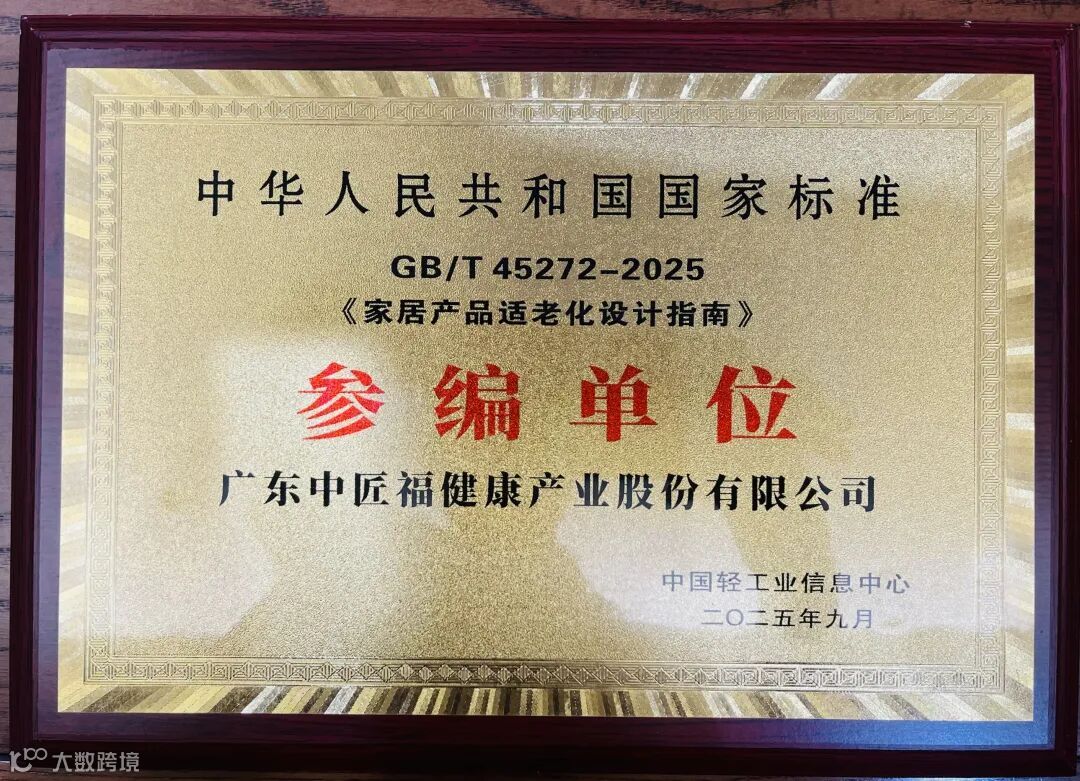 中华人民共和国国家标准
GB/T 45272-2025
《家居产品适老化设计指南》
参编单位
广东中匠福健康产业股份有限公司
中国轻工业信息中心
二〇二五年九月
大数跨境